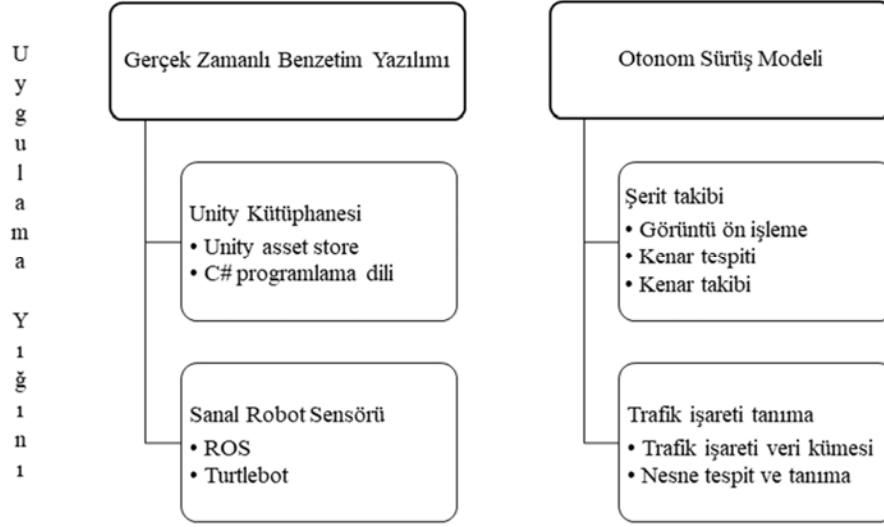 Uygulama Yığını
Gerçek Zamanlı Benzetim Yazılımı
Unity Kütüphanesi
• Unity asset store
• C# programlama dili
Sanal Robot Sensörü
• ROS
• Turtlebot
Otonom Sürüş Modeli
Şerit takibi
• Görüntü ön işleme
• Kenar tespiti
• Kenar takibi
Trafik işareti tanıma
• Trafik işareti veri kümesi
• Nesne tespit ve tanıma